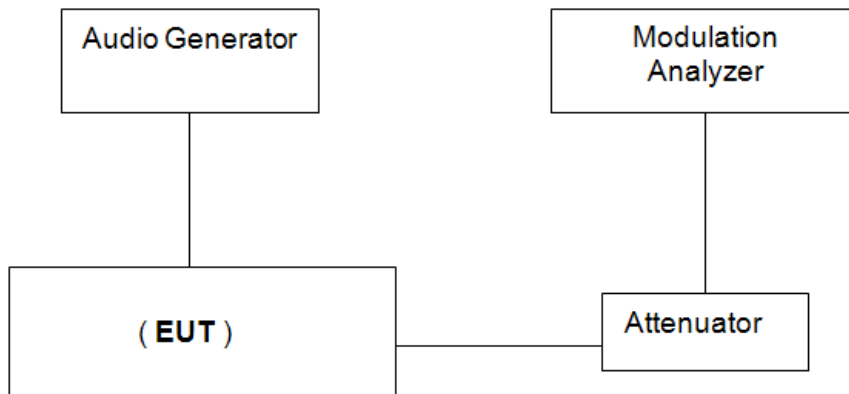 Audio Generator
Modulation
Analyzer
( EUT )
Attenuator